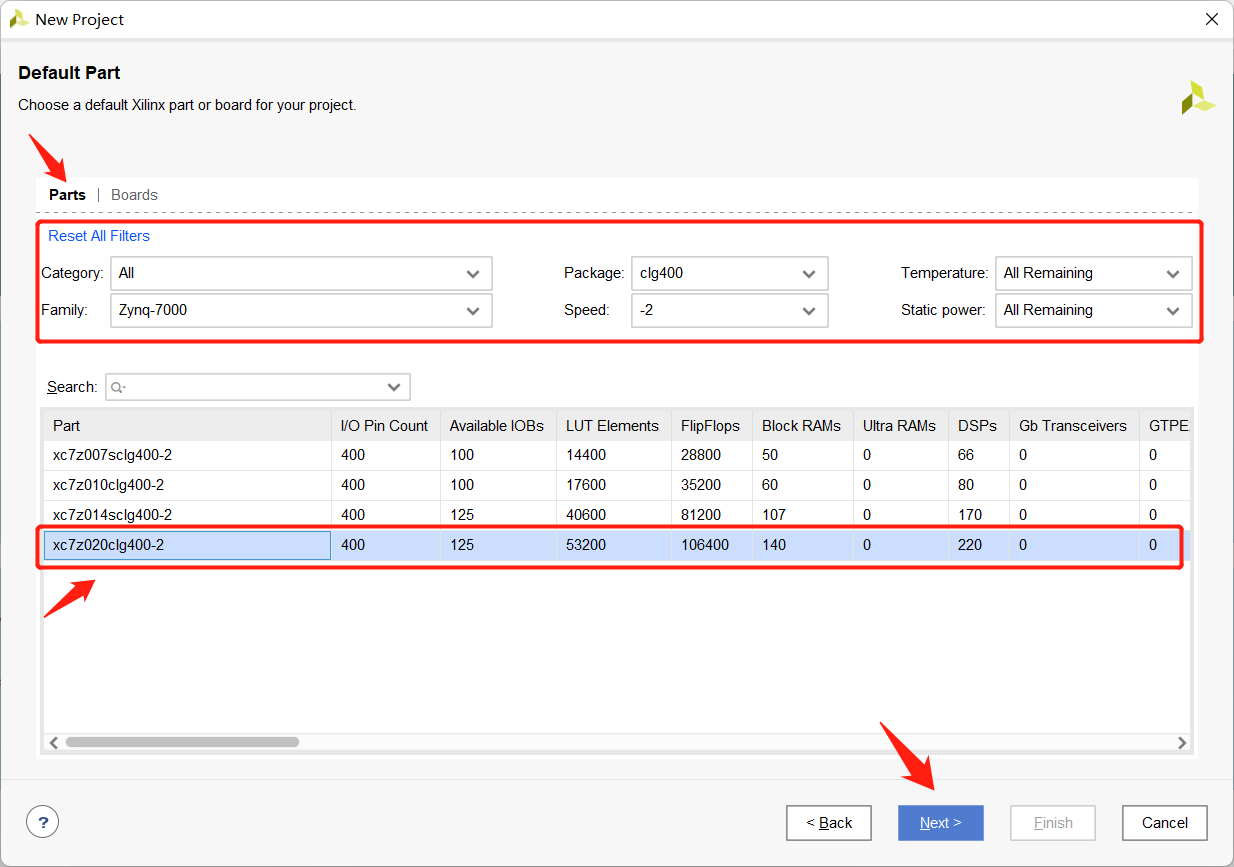 New Project
Default Part
Choose a default Xilinx part or board for your project.
Parts | Boards
Reset All Filters
Category: All Package: clg400 Temperature: All Remaining
Family: Zynq-7000 Speed: -2 Static power: All Remaining
Search:
Part I/O Pin Count Available IOBs LUT Elements FlipFlops Block RAMs Ultra RAMs DSPs Gb Transceivers GTPE
xc7z007sclg400-2 400 100 14400 28800 50 0 66 0 0
xc7z010clg400-2 400 100 17600 35200 60 0 80 0 0
xc7z014sclg400-2 400 125 40600 81200 107 0 170 0 0
xc7z020clg400-2 400 125 53200 106400 140 0 220 0 0
? < Back Next > Finish Cancel